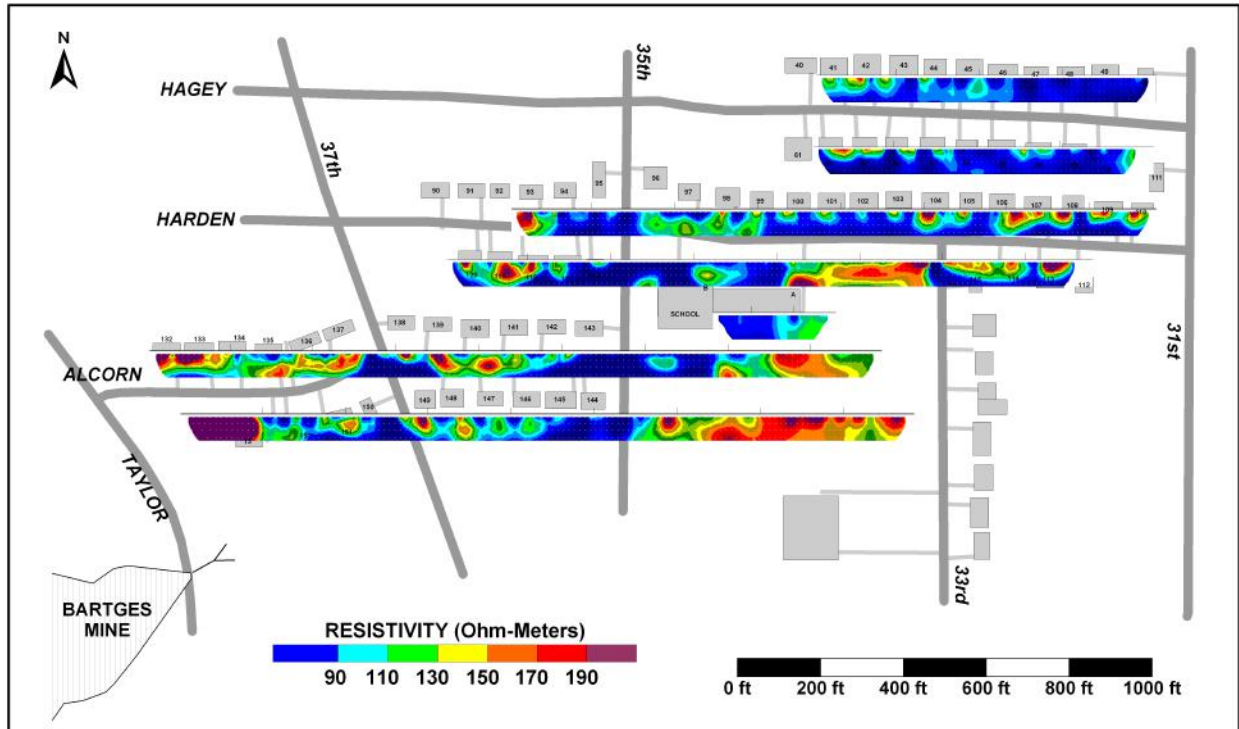 N
35th
40 41 42 43 44 45 46 47 48 49
HAGEY
37th
61
95 96
111
90 91 92 93 94
97 98 99 100 101 102 103 104 105 106 107 108 109 110
HARDEN
112
B A
SCHOOL
31st
132 133 134 135 136 137 138 139 140 141 142 143
ALCORN
150 149 148 147 146 145 144
TAYLOR
33rd
BARTGES
MINE
RESISTIVITY (Ohm-Meters)
90 110 130 150 170 190
0 ft 200 ft 400 ft 600 ft 800 ft 1000 ft